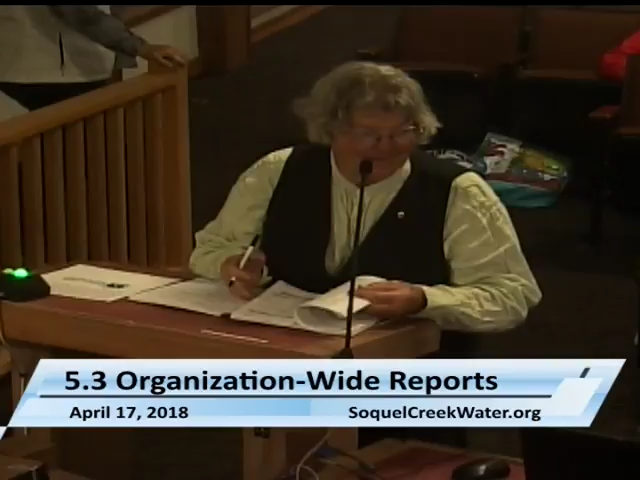 5.3 Organization-Wide Reports
April 17, 2018 SoquelCreekWater.org